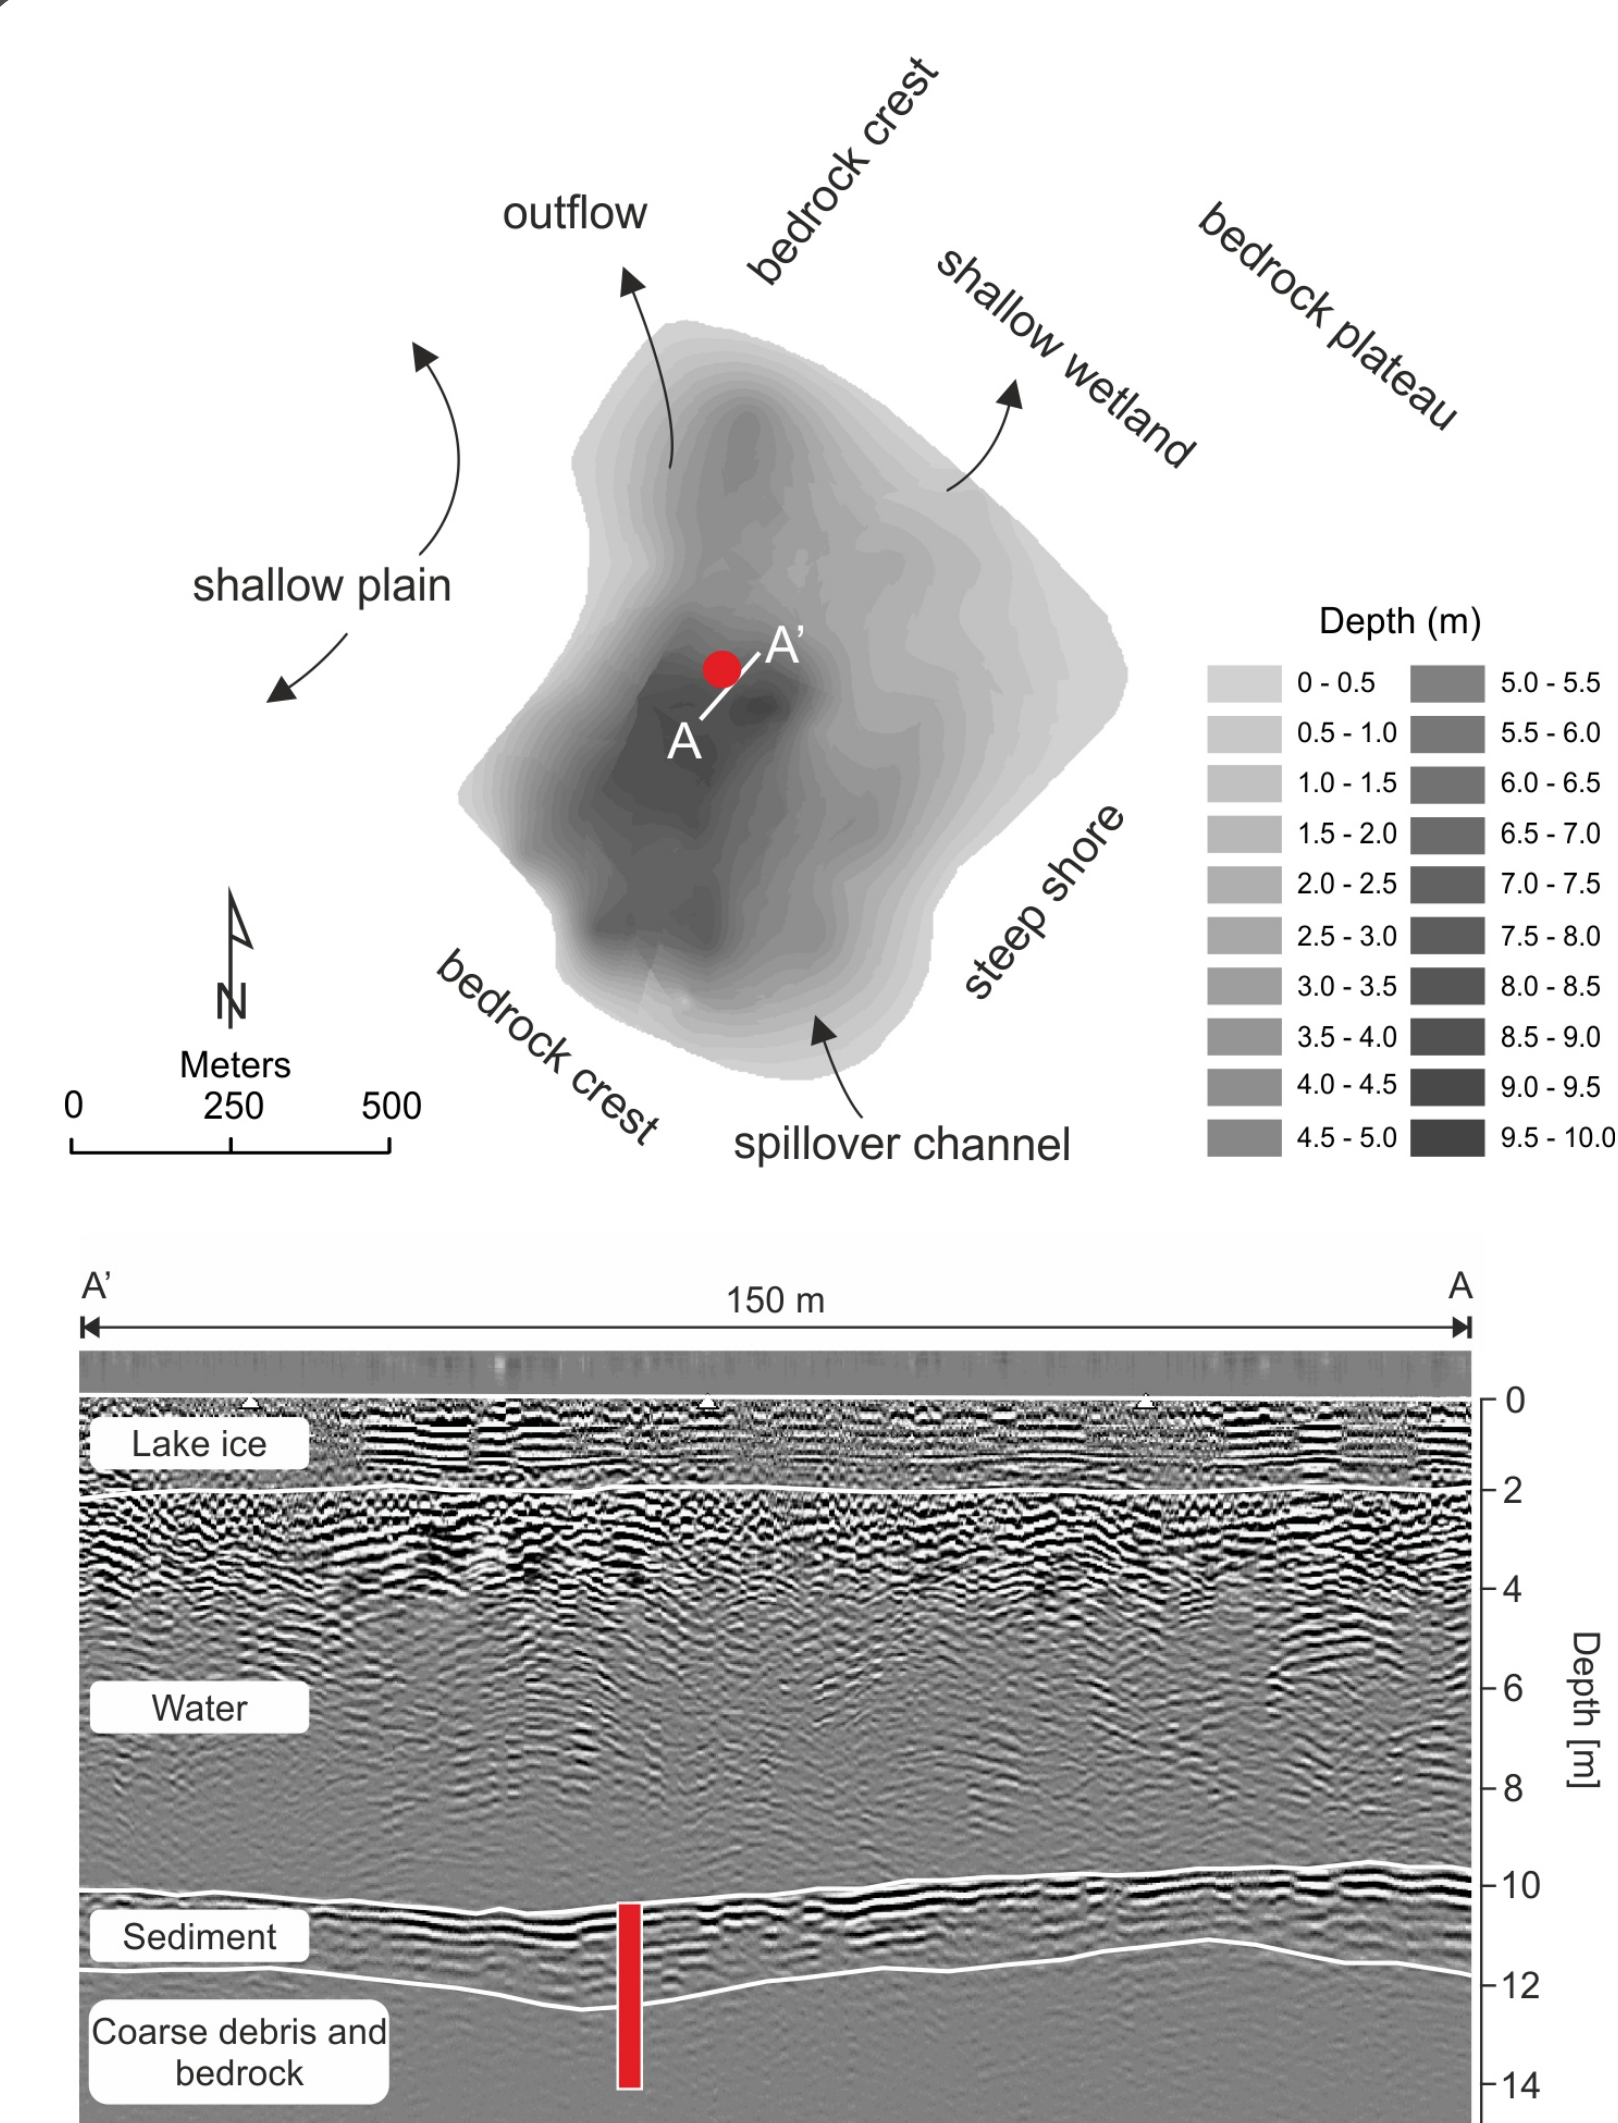 bedrock crest
outflow
shallow wetland
bedrock plateau
shallow plain
A'
A
Depth (m)
0 - 0.5
0.5 - 1.0
1.0 - 1.5
1.5 - 2.0
2.0 - 2.5
2.5 - 3.0
3.0 - 3.5
3.5 - 4.0
4.0 - 4.5
4.5 - 5.0
5.0 - 5.5
5.5 - 6.0
6.0 - 6.5
6.5 - 7.0
7.0 - 7.5
7.5 - 8.0
8.0 - 8.5
8.5 - 9.0
9.0 - 9.5
9.5 - 10.0
steep shore
bedrock crest
spillover channel
N
Meters
0 250 500
A’ A
150 m
Lake ice
Water
Sediment
Coarse debris and
bedrock
0
2
4
6
8
10
12
14
Depth [m]